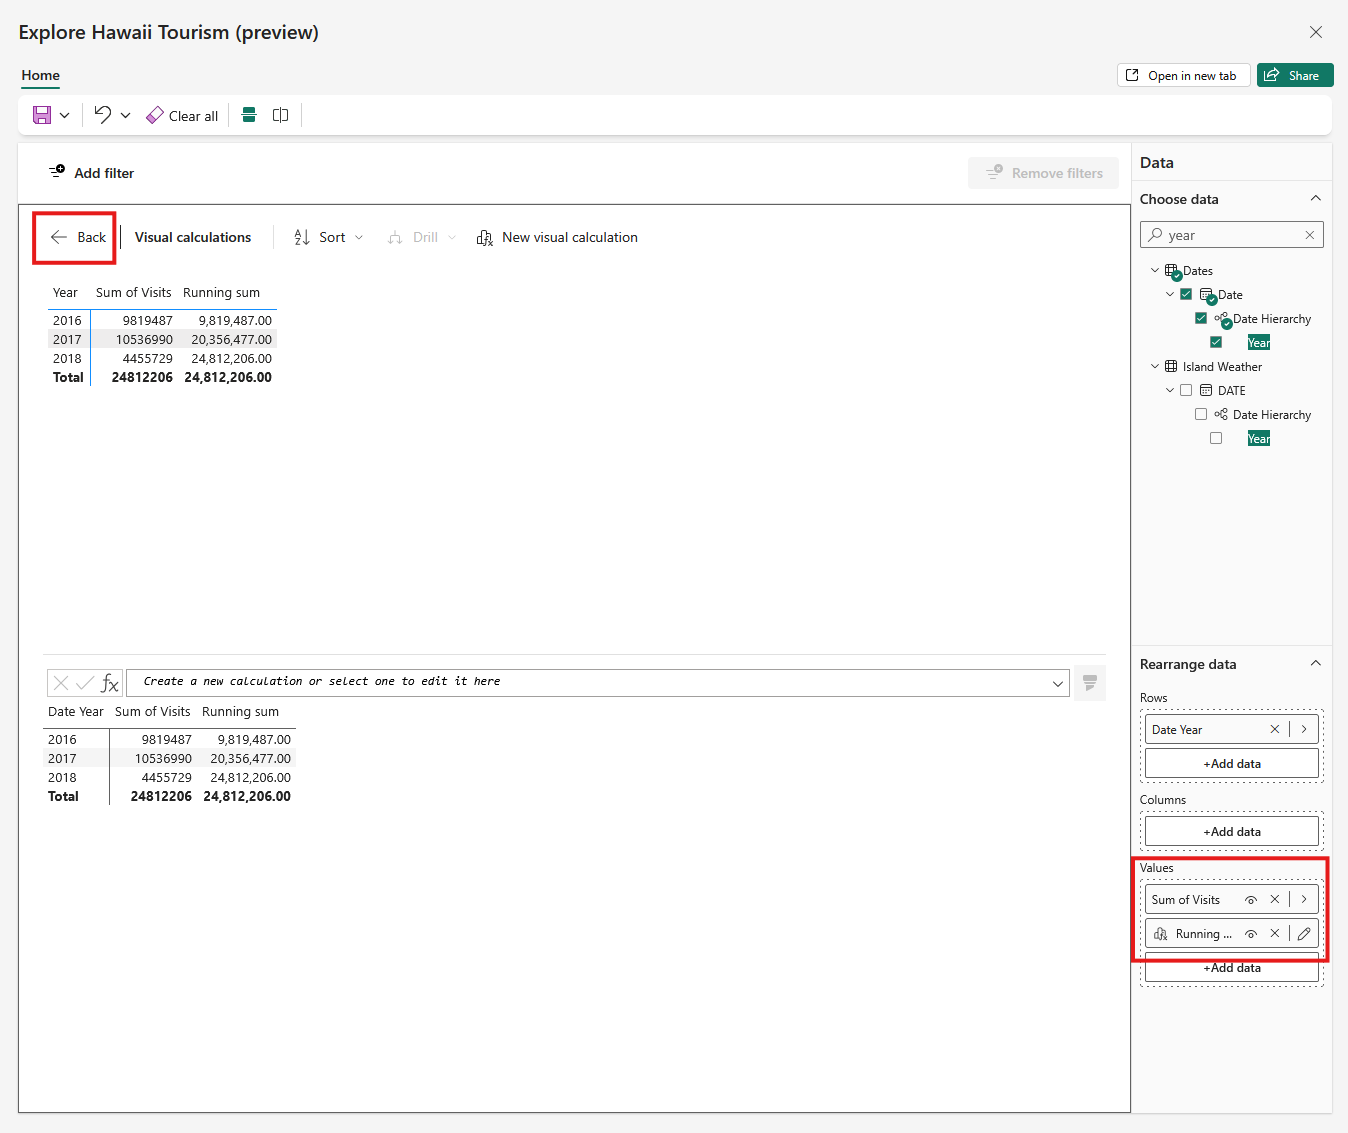 Explore Hawaii Tourism (preview)
Home
Open in new tab
Share
Clear all
Add filter
Remove filters
Back
Visual calculations
Sort
Drill
New visual calculation
Year Sum of Visits Running sum
2016 9819487 9,819,487.00
2017 10536990 20,356,477.00
2018 4455729 24,812,206.00
Total 24812206 24,812,206.00
fx Create a new calculation or select one to edit it here
Date Year Sum of Visits Running sum
2016 9819487 9,819,487.00
2017 10536990 20,356,477.00
2018 4455729 24,812,206.00
Total 24812206 24,812,206.00
Data
Choose data
year
Dates
Date
Date Hierarchy
Year
Island Weather
DATE
Date Hierarchy
Year
Rearrange data
Rows
Date Year
+Add data
Columns
+Add data
Values
Sum of Visits
Running ...
+Add data